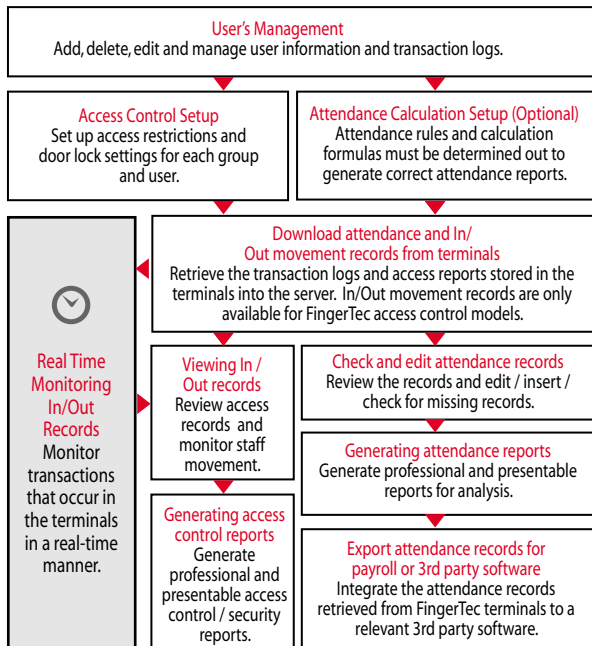 User's Management
Add, delete, edit and manage user information and transaction logs.
Access Control Setup
Set up access restrictions and
door lock settings for each group
and user.
Attendance Calculation Setup (Optional)
Attendance rules and calculation
formulas must be determined out to
generate correct attendance reports.
Download attendance and In/
Out movement records from terminals
Retrieve the transaction logs and access reports stored in the
terminals into the server. In/Out movement records are only
available for FingerTec access control models.
Real Time
Monitoring
In/Out
Records
Monitor
transactions
that occur in
the terminals
in a real-time
manner.
Viewing In /
Out records
Review access
records and
monitor staff
movement.
Check and edit attendance records
Review the records and edit / insert /
check for missing records.
Generating attendance reports
Generate professional and presentable
reports for analysis.
Generating access
control reports
Generate
professional and
presentable access
control / security
reports.
Export attendance records for
payroll or 3rd party software
Integrate the attendance records
retrieved from FingerTec terminals to a
relevant 3rd party software.